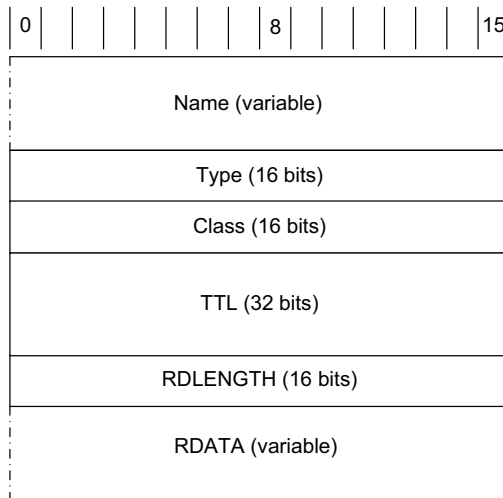 0 8 15
Name (variable)
Type (16 bits)
Class (16 bits)
TTL (32 bits)
RDLENGTH (16 bits)
RDATA (variable)